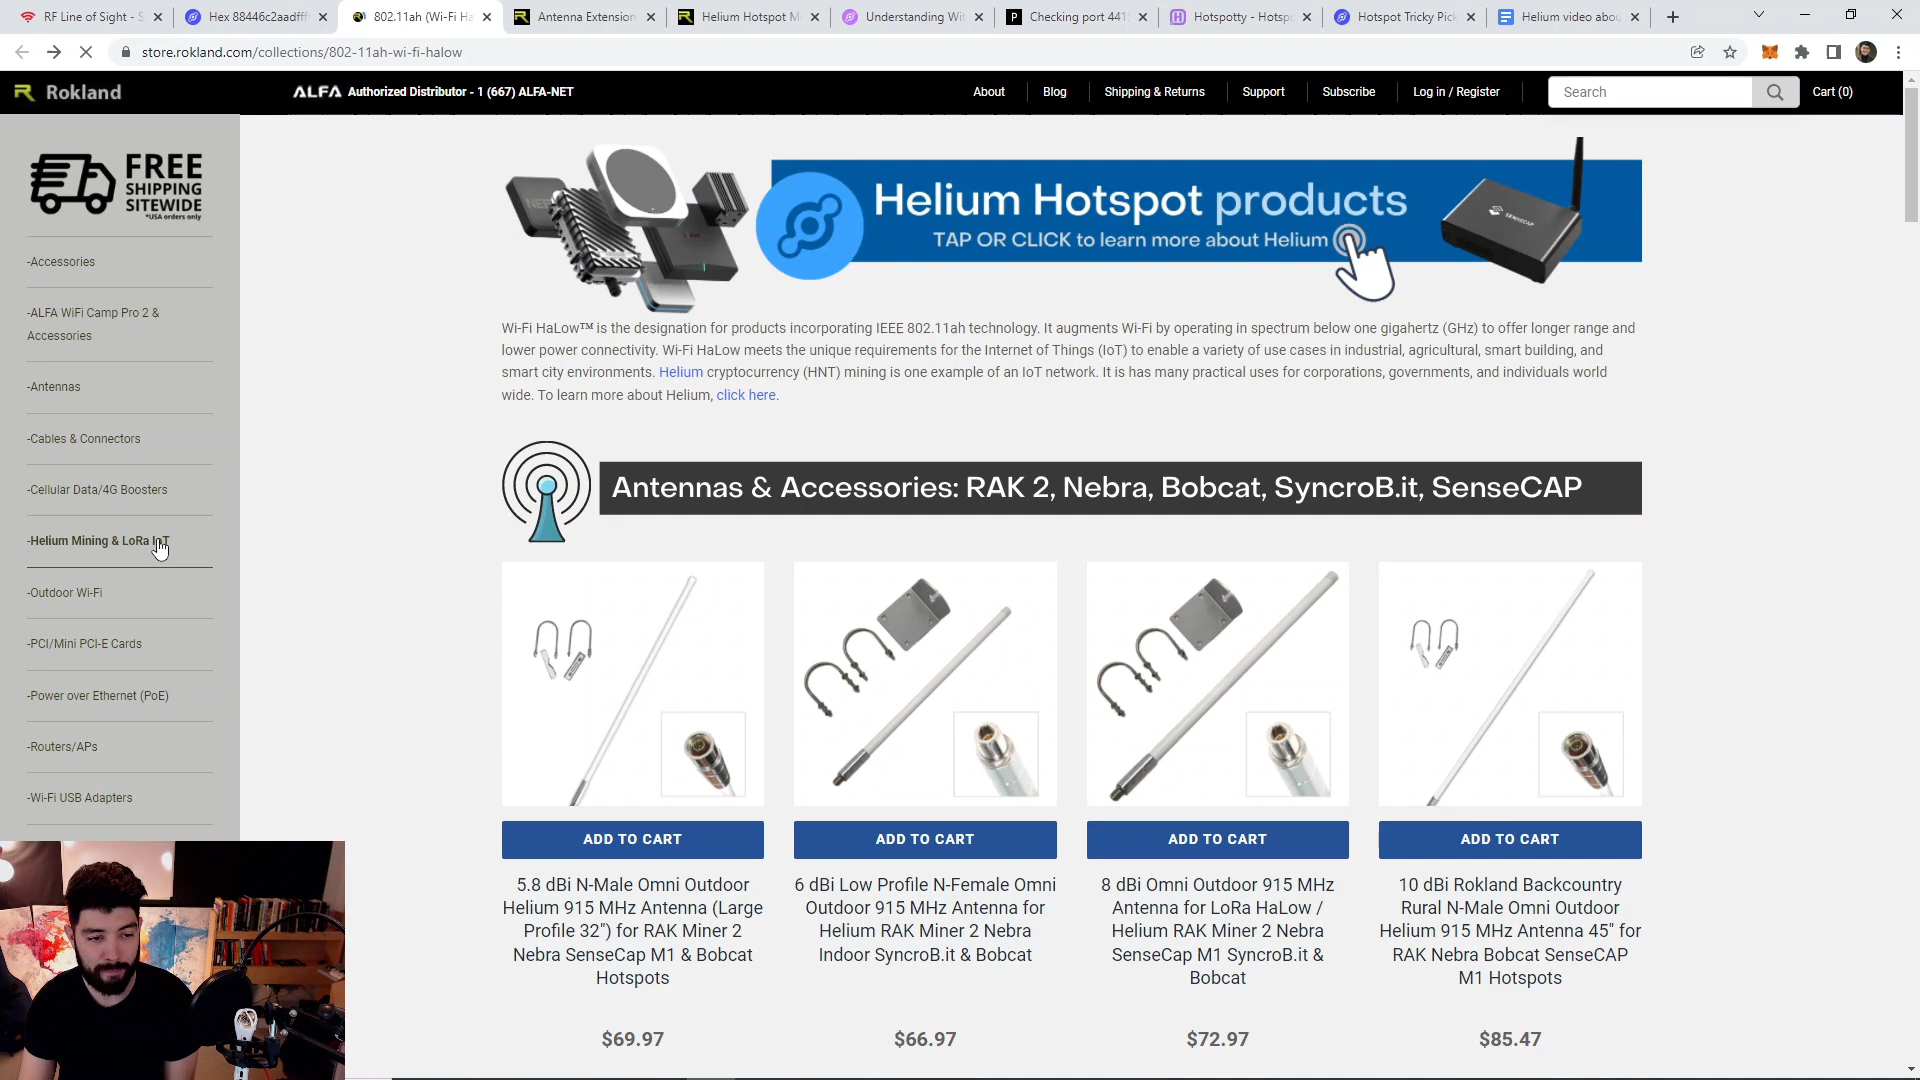 RF Line of Sight - S
Hex 88446c2aadfff
802.11ah (Wi-Fi Ha
Antenna Extension
Helium Hotspot M
Understanding Wit
Checking port 441
Hotspotty - Hotsp
Hotspot Tricky Pick
Helium video abou
store.rokland.com/collections/802-11ah-wi-fi-halow
Rokland
ALFA Authorized Distributor - 1 (667) ALFA-NET
About
Blog
Shipping & Returns
Support
Subscribe
Log in / Register
Search
Cart (0)
FREE
SHIPPING
SITEWIDE
*USA orders only
-Accessories
-ALFA WiFi Camp Pro 2 &
Accessories
-Antennas
-Cables & Connectors
-Cellular Data/4G Boosters
-Helium Mining & LoRa IoT
-Outdoor Wi-Fi
-PCI/Mini PCI-E Cards
-Power over Ethernet (PoE)
-Routers/APs
-Wi-Fi USB Adapters
Helium Hotspot products
TAP OR CLICK to learn more about Helium
SENSECAP
Wi-Fi HaLow™ is the designation for products incorporating IEEE 802.11ah technology. It augments Wi-Fi by operating in spectrum below one gigahertz (GHz) to offer longer range and
lower power connectivity. Wi-Fi HaLow meets the unique requirements for the Internet of Things (IoT) to enable a variety of use cases in industrial, agricultural, smart building, and
smart city environments. Helium cryptocurrency (HNT) mining is one example of an IoT network. It is has many practical uses for corporations, governments, and individuals world
wide. To learn more about Helium, click here.
Antennas & Accessories: RAK 2, Nebra, Bobcat, SyncroB.it, SenseCAP
ADD TO CART
5.8 dBi N-Male Omni Outdoor
Helium 915 MHz Antenna (Large
Profile 32") for RAK Miner 2
Nebra SenseCap M1 & Bobcat
Hotspots
$69.97
ADD TO CART
6 dBi Low Profile N-Female Omni
Outdoor 915 MHz Antenna for
Helium RAK Miner 2 Nebra
Indoor SyncroB.it & Bobcat
$66.97
ADD TO CART
8 dBi Omni Outdoor 915 MHz
Antenna for LoRa HaLow /
Helium RAK Miner 2 Nebra
SenseCap M1 SyncroB.it &
Bobcat
$72.97
ADD TO CART
10 dBi Rokland Backcountry
Rural N-Male Omni Outdoor
Helium 915 MHz Antenna 45" for
RAK Nebra Bobcat SenseCAP
M1 Hotspots
$85.47